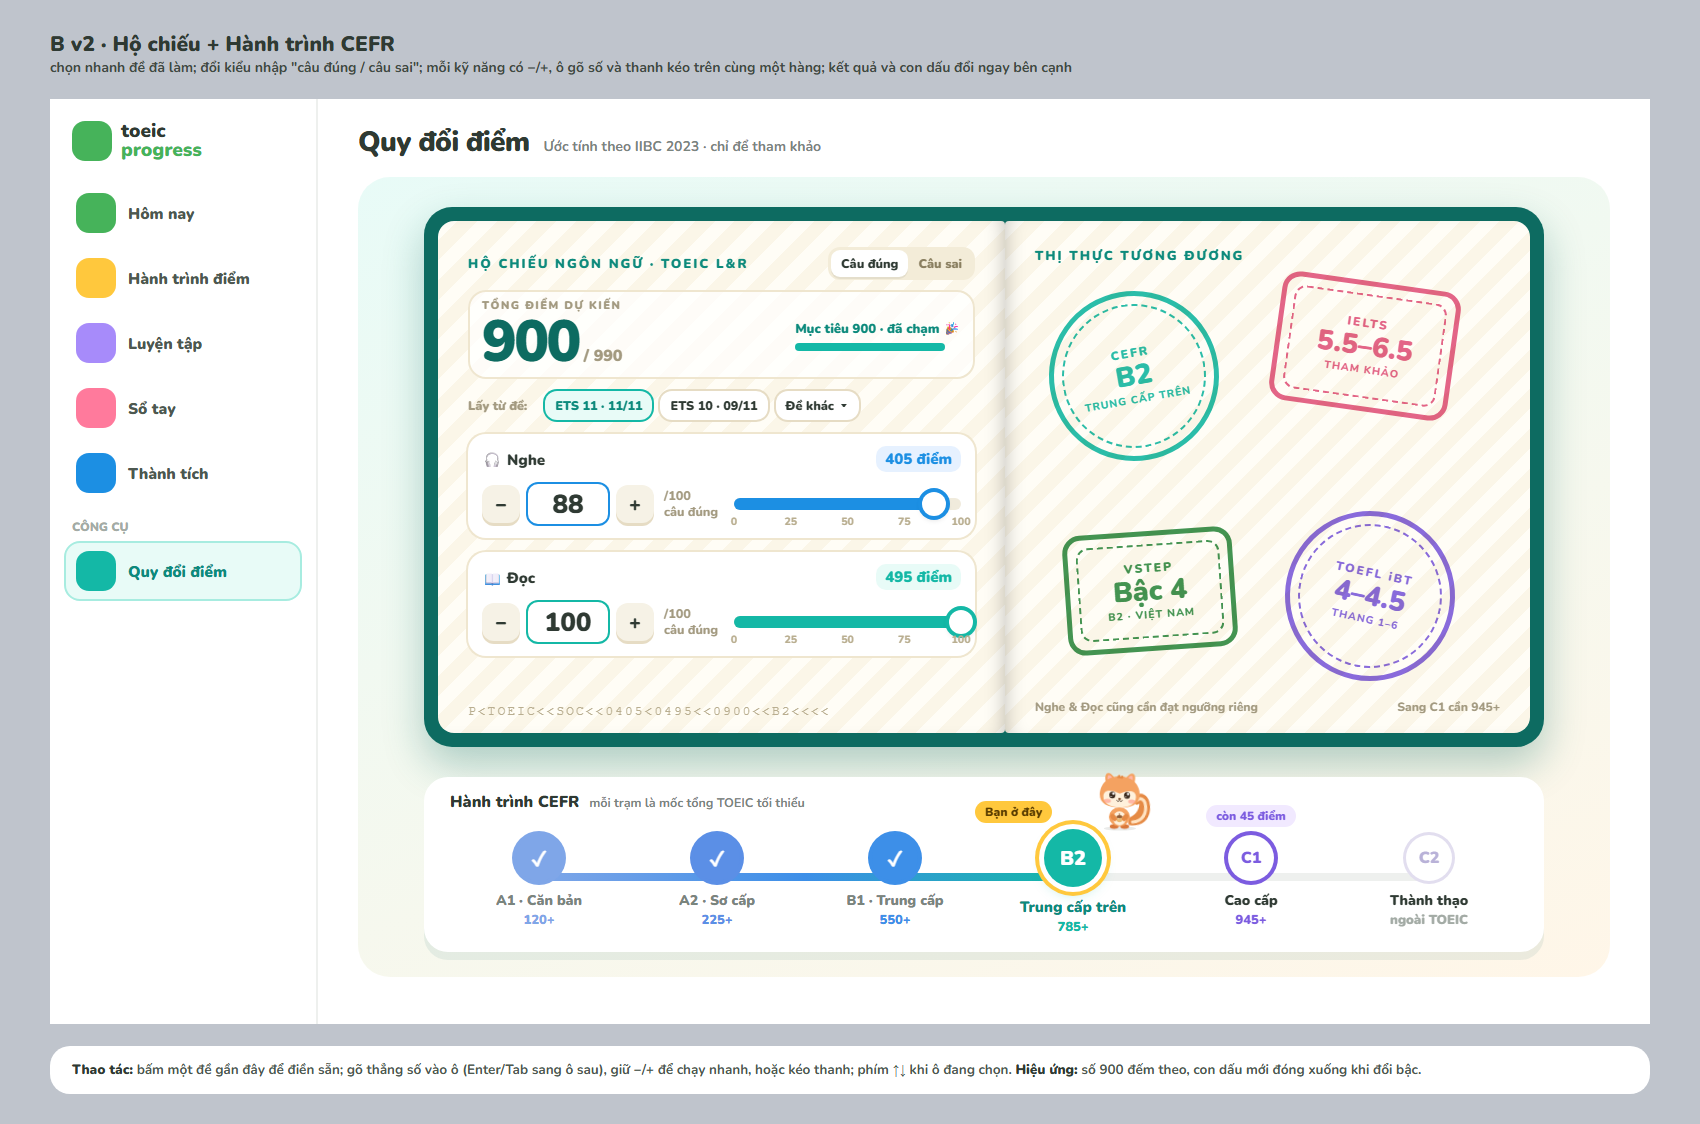 B v2 · Hộ chiếu + Hành trình CEFR
chọn nhanh đề đã làm; đổi kiểu nhập "câu đúng / câu sai"; mỗi kỹ năng có −/+, ô gõ số và thanh kéo trên cùng một hàng; kết quả và con dấu đổi ngay bên cạnh
toeic
progress
Hôm nay
Hành trình điểm
Luyện tập
Sổ tay
Thành tích
CÔNG CỤ
Quy đổi điểm
Quy đổi điểm Ước tính theo IIBC 2023 · chỉ để tham khảo
HỘ CHIẾU NGÔN NGỮ · TOEIC L&R
Câu đúng Câu sai
TỔNG ĐIỂM DỰ KIẾN
900 / 990
Mục tiêu 900 · đã chạm 🎉
Lấy từ đề: ETS 11 · 11/11 ETS 10 · 09/11 Đề khác
Nghe 405 điểm
− 88 + /100
câu đúng
0 25 50 75 100
Đọc 495 điểm
− 100 + /100
câu đúng
0 25 50 75 100
P<TOEIC<<SOC<<0405<0495<<0900<<B2<<<<
THỊ THỰC TƯƠNG ĐƯƠNG
CEFR
B2
TRUNG CẤP TRÊN
IELTS
5.5–6.5
THAM KHẢO
VSTEP
Bậc 4
B2 · VIỆT NAM
TOEFL iBT
4–4.5
THANG 1–6
Nghe & Đọc cũng cần đạt ngưỡng riêng
Sang C1 cần 945+
Hành trình CEFR mỗi trạm là mốc tổng TOEIC tối thiểu
Bạn ở đây
còn 45 điểm
✓ ✓ ✓ B2 C1 C2
A1 · Căn bản
120+
A2 · Sơ cấp
225+
B1 · Trung cấp
550+
Trung cấp trên
785+
Cao cấp
945+
Thành thạo
ngoài TOEIC
Thao tác: bấm một đề gần đây để điền sẵn; gõ thẳng số vào ô (Enter/Tab sang ô sau), giữ −/+ để chạy nhanh, hoặc kéo thanh; phím ↑↓ khi ô đang chọn. Hiệu ứng: số 900 đếm theo, con dấu mới đóng xuống khi đổi bậc.